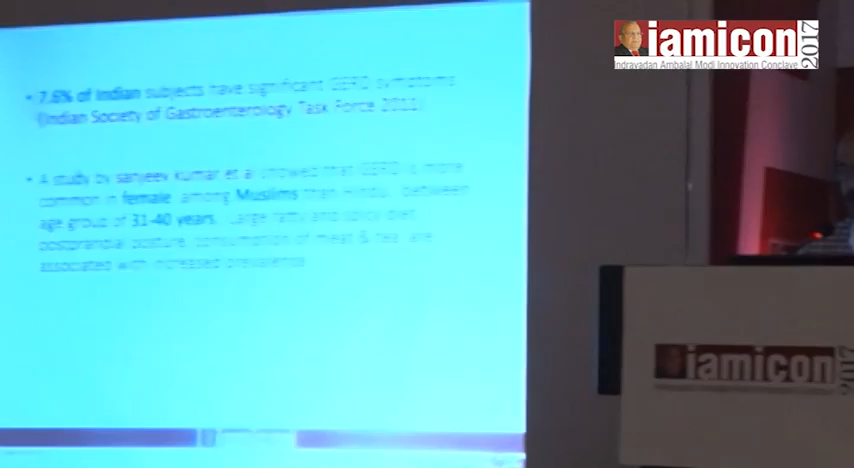 iamicon 2017
Indravadan Ambalal Modi Innovation Conclave
• 7.6% of Indian subjects have significant GERD symptoms
(Indian Society of Gastroenterology Task Force 2011)
• A study by sanjeev kumar et al showed that GERD is more
common in female among Muslims than Hindu, between
age group of 31-40 years. Large fatty and spicy diet,
postprandial posture, consumption of meat & tea are
associated with increased prevalence
iamicon 2017